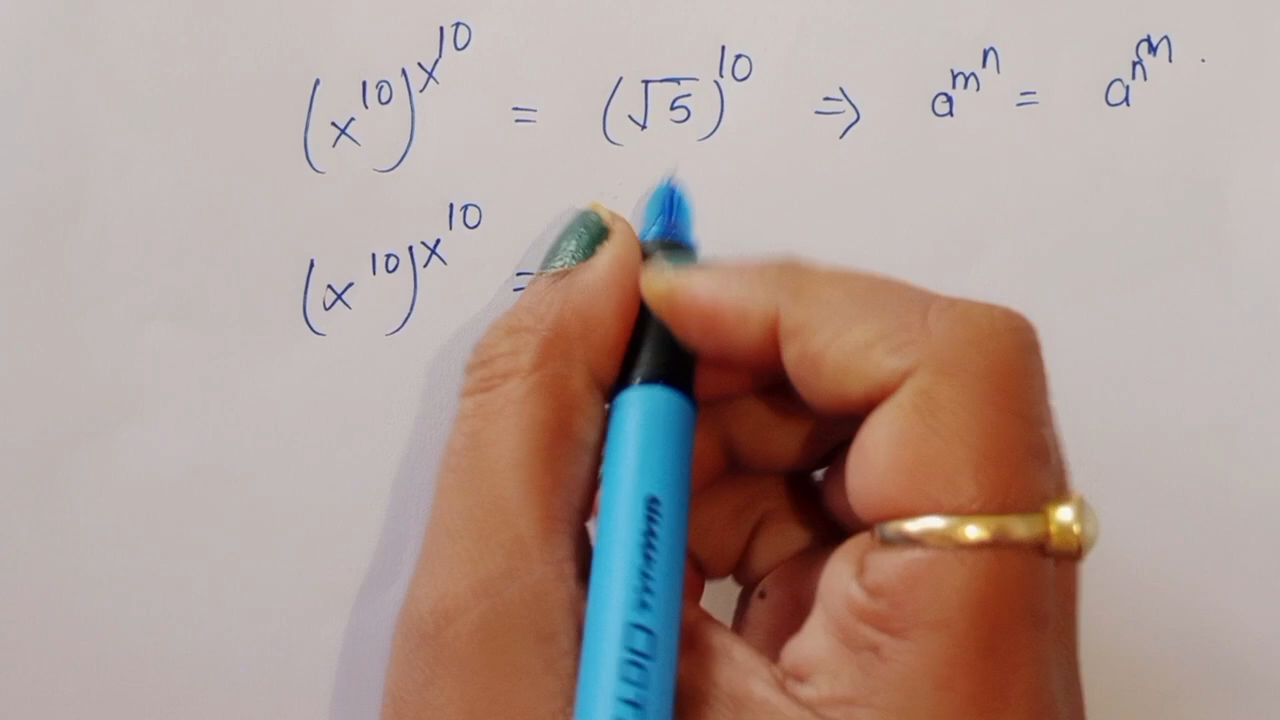 (x^10)^x^10 = (√5)^10 ⇒ a^m^n = a^n^m .
(x^10)^x^10 =